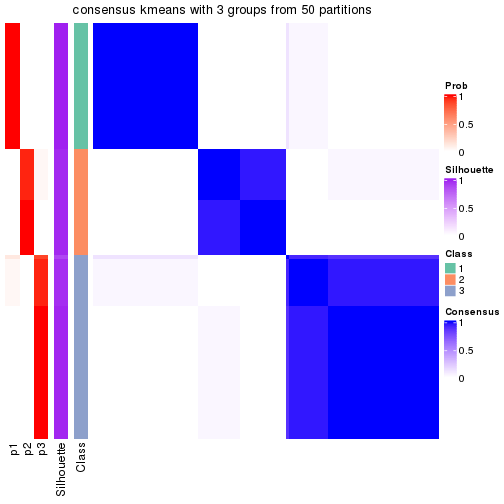 consensus kmeans with 3 groups from 50 partitions
Prob
1
0.5
0
Silhouette
1
0.5
0
Class
1
2
3
Consensus
1
0.5
0
p1
p2
p3
Silhouette
Class